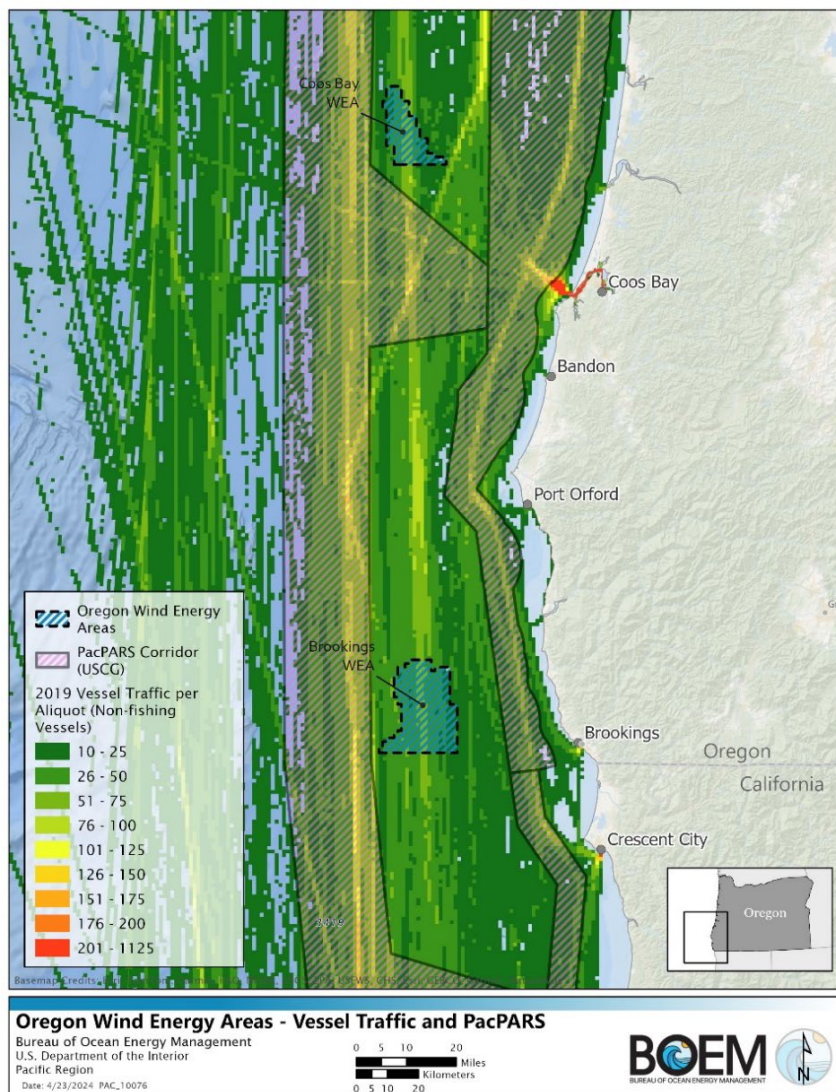 Coos Bay
WEA
Coos Bay
Bandon
Port Orford
Brookings
WEA
Brookings
Oregon
California
Crescent City
Oregon Wind Energy
Areas
PacPARS Corridor
(USCG)
2019 Vessel Traffic per
Aliquot (Non-fishing
Vessels)
10 - 25
26 - 50
51 - 75
76 - 100
101 - 125
126 - 150
151 - 175
176 - 200
201 - 1125
Oregon
Basemap Credits:
Oregon Wind Energy Areas - Vessel Traffic and PacPARS
Bureau of Ocean Energy Management
U.S. Department of the Interior
Pacific Region
Date: 4/23/2024 PAC_10076
0 5 10 20
Miles
Kilometers
0 5 10 20
BOEM
BUREAU OF OCEAN ENERGY MANAGEMENT
N